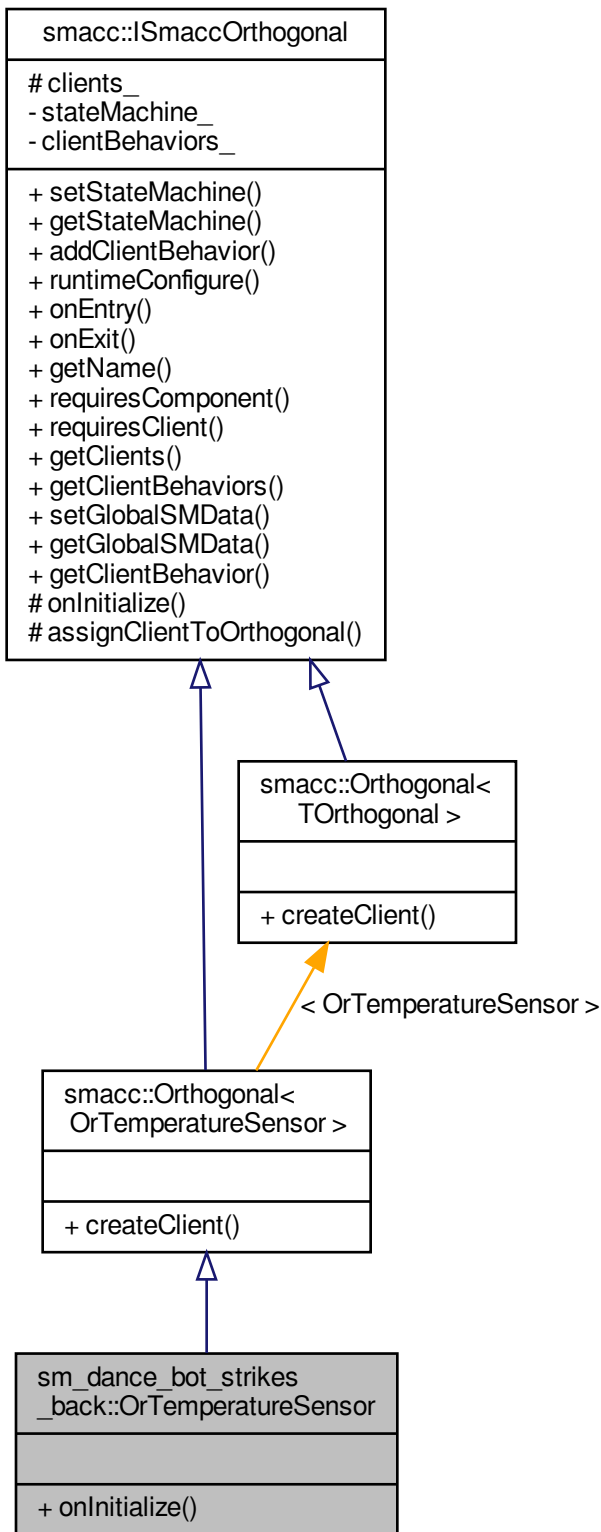 smacc::ISmaccOrthogonal
# clients_
- stateMachine_
- clientBehaviors_
+ setStateMachine()
+ getStateMachine()
+ addClientBehavior()
+ runtimeConfigure()
+ onEntry()
+ onExit()
+ getName()
+ requiresComponent()
+ requiresClient()
+ getClients()
+ getClientBehaviors()
+ setGlobalSMData()
+ getGlobalSMData()
+ getClientBehavior()
# onInitialize()
# assignClientToOrthogonal()
smacc::Orthogonal<
TOrthogonal >
+ createClient()
< OrTemperatureSensor >
smacc::Orthogonal<
OrTemperatureSensor >
+ createClient()
sm_dance_bot_strikes
_back::OrTemperatureSensor
+ onInitialize()